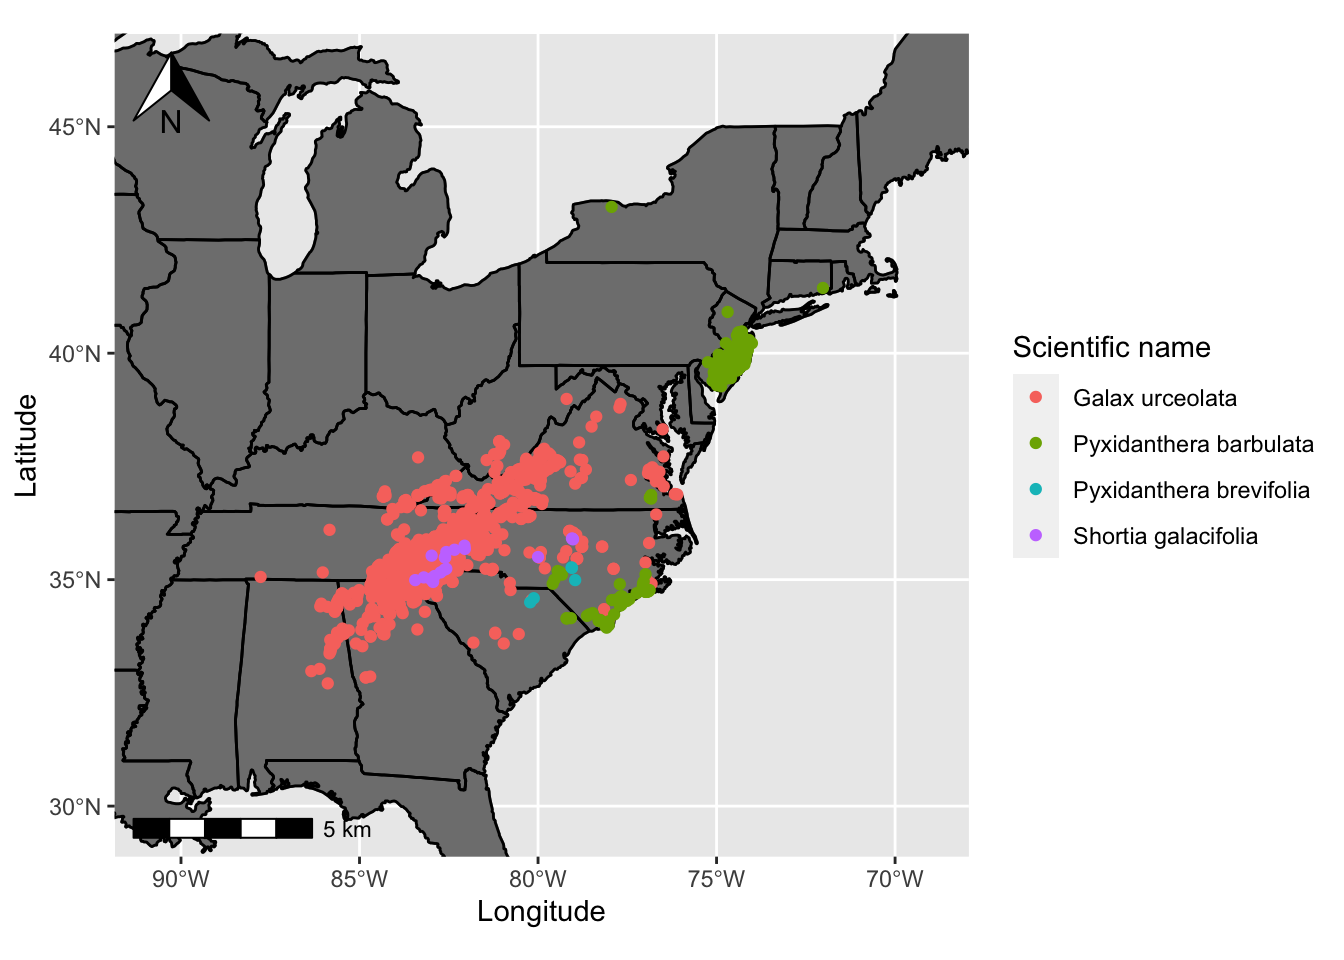 N
45°N
40°N
35°N
30°N
Latitude
5 km
90°W
85°W
80°W
75°W
70°W
Longitude
Scientific name
Galax urceolata
Pyxidanthera barbulata
Pyxidanthera brevifolia
Shortia galacifolia